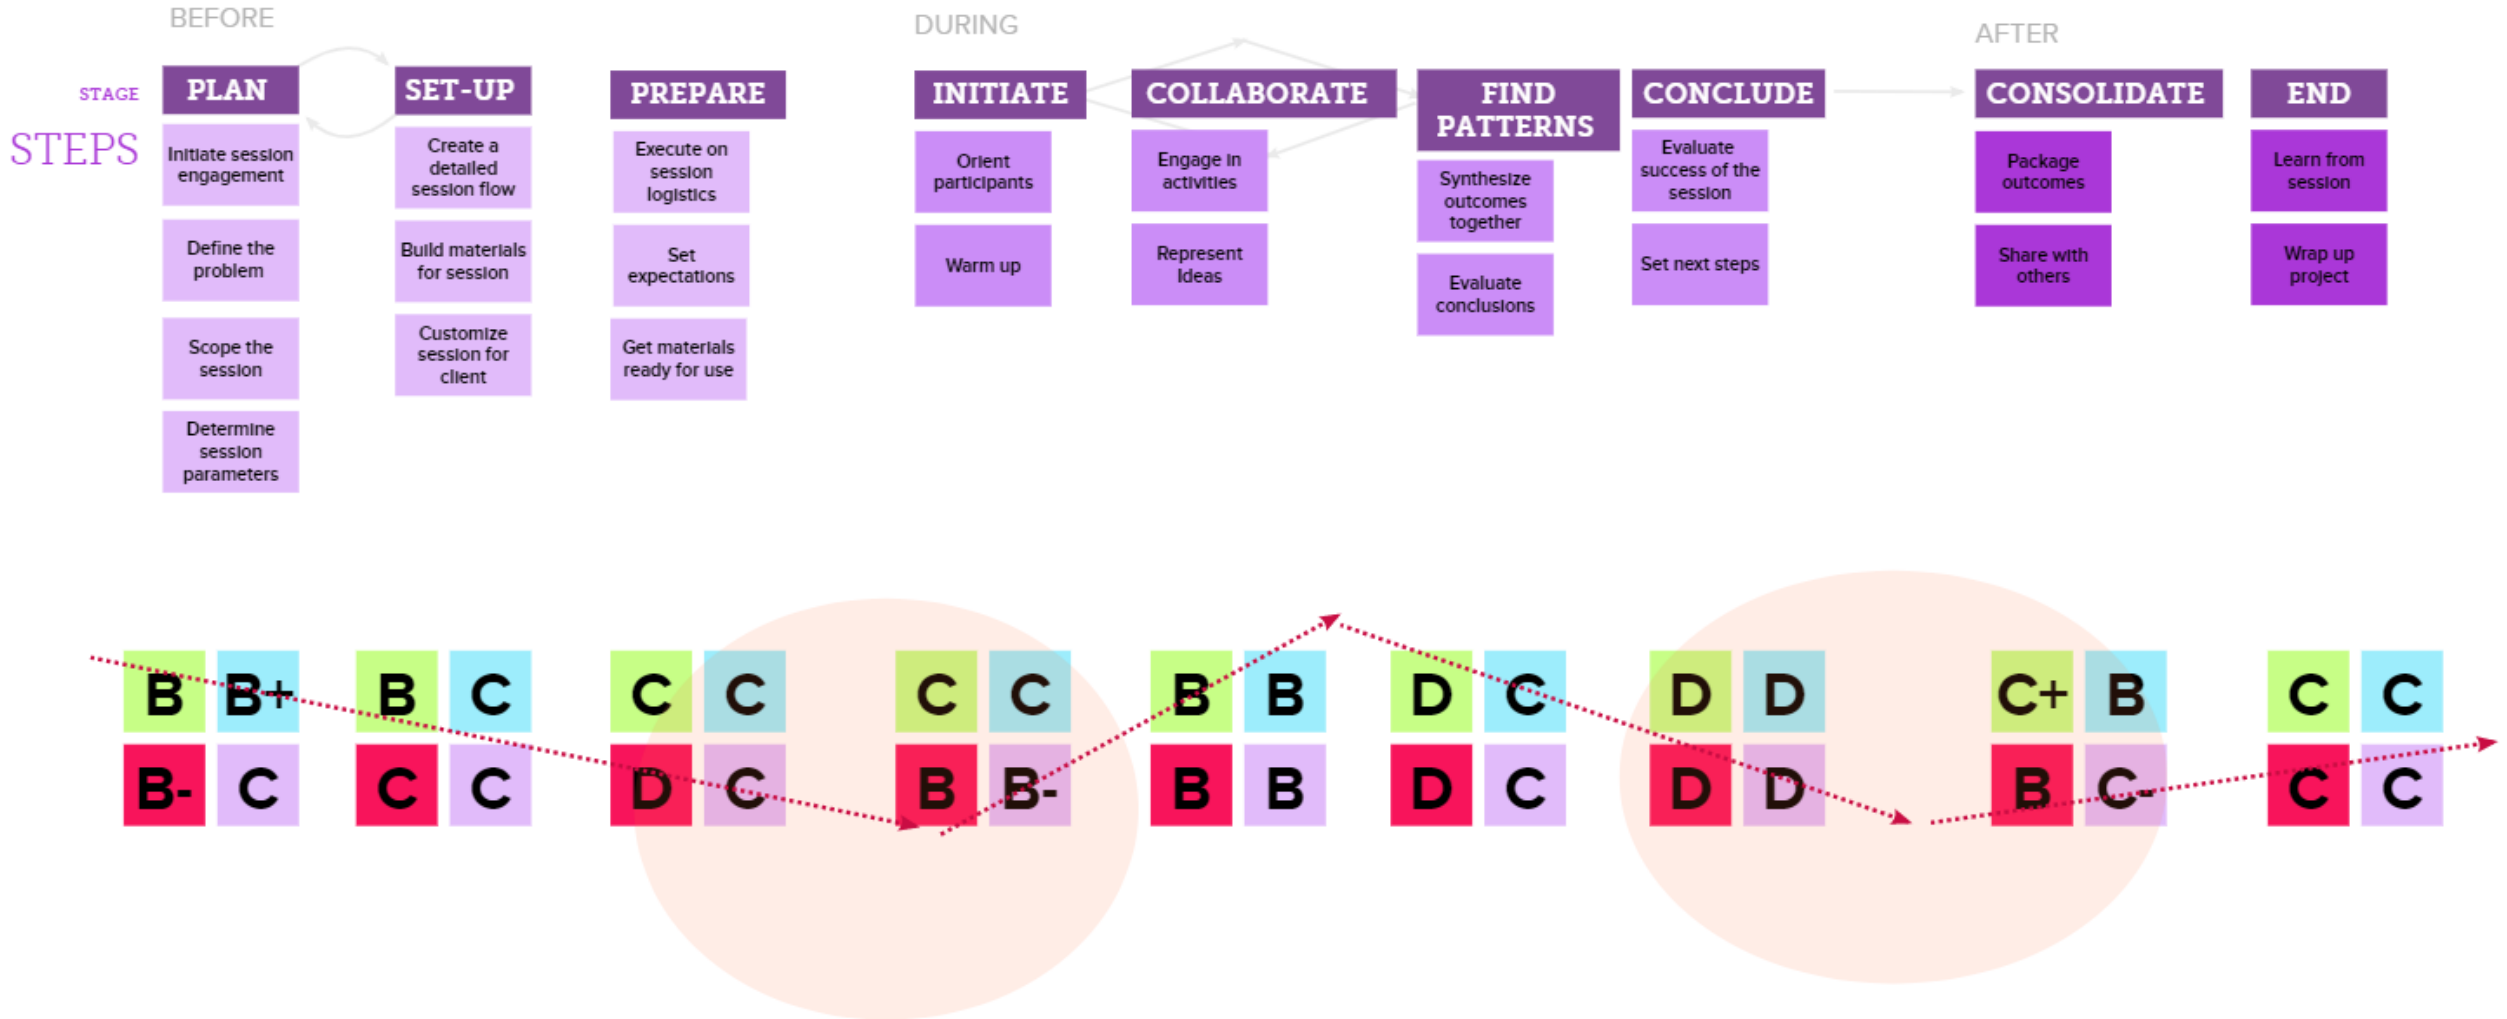 BEFORE
DURING
AFTER
STAGE
PLAN
SET-UP
PREPARE
INITIATE
COLLABORATE
FIND
PATTERNS
CONCLUDE
CONSOLIDATE
END
STEPS
Initiate session
engagement
Define the
problem
Scope the
session
Determine
session
parameters
Create a
detailed
session flow
Build materials
for session
Customize
session for
client
Execute on
session
logistics
Set
expectations
Get materials
ready for use
Orient
participants
Warm up
Engage in
activities
Represent
Ideas
Synthesize
outcomes
together
Evaluate
conclusions
Evaluate
success of the
session
Set next steps
Package
outcomes
Share with
others
Learn from
session
Wrap up
project
B B+ B C C C C C B B D C D D C+ B C C
B- C C C D C B B- B B D C D D B C- C C